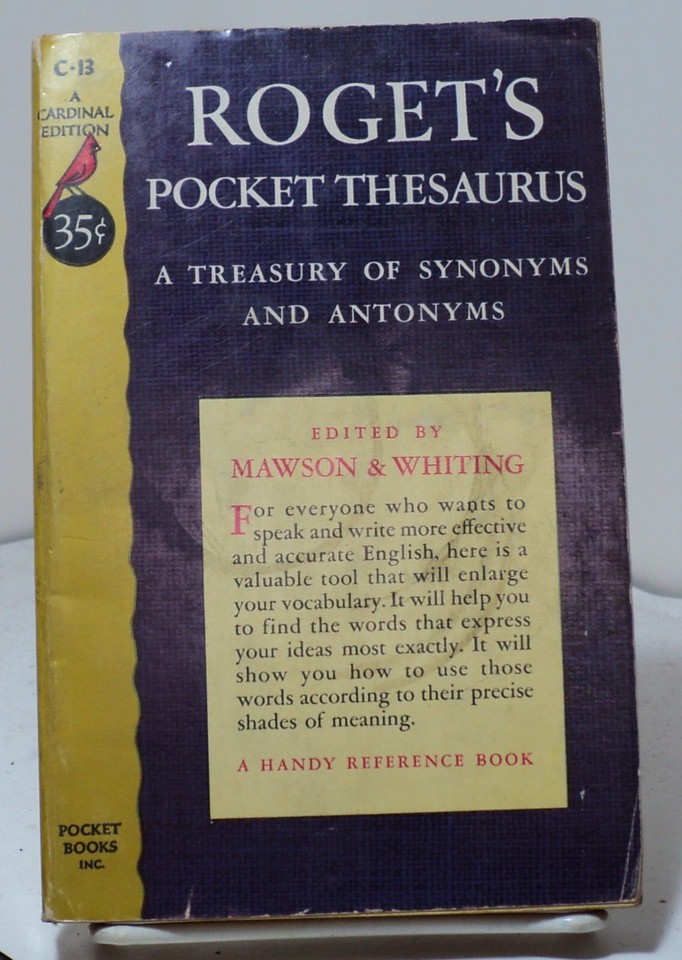 C·13
A
CARDINAL
EDITION
35¢
ROGET'S
POCKET THESAURUS
A TREASURY OF SYNONYMS
AND ANTONYMS
EDITED BY
MAWSON & WHITING
For everyone who wants to
speak and write more effective
and accurate English, here is a
valuable tool that will enlarge
your vocabulary. It will help you
to find the words that express
your ideas most exactly. It will
show you how to use those
words according to their precise
shades of meaning.
A HANDY REFERENCE BOOK
POCKET
BOOKS
INC.